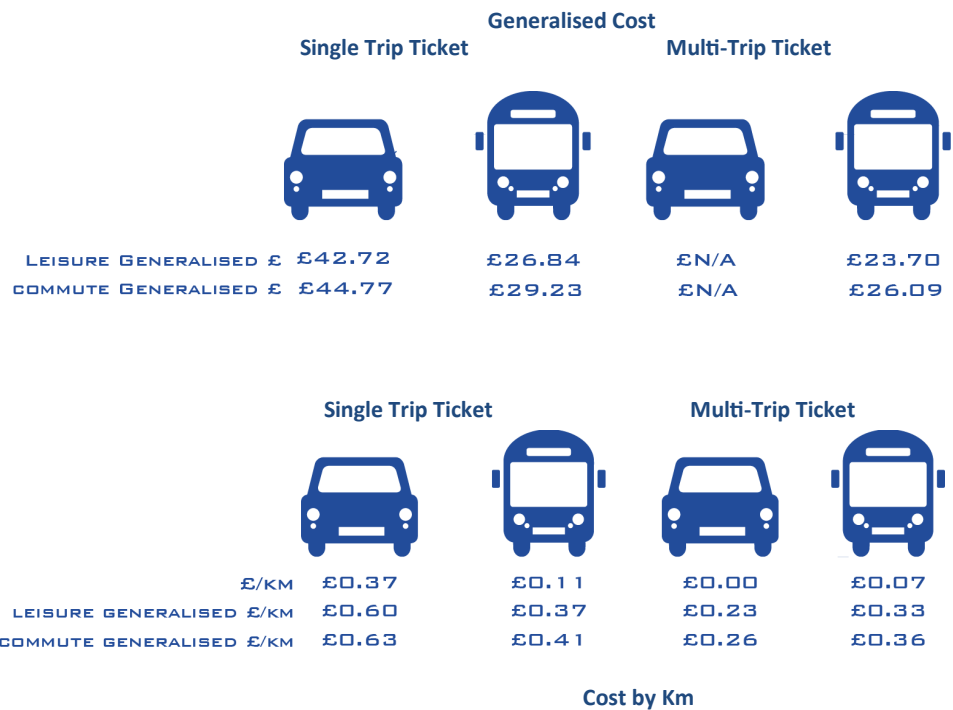 Generalised Cost
Single Trip Ticket Multi-Trip Ticket
Leisure Generalised £ £42.72 £26.84 £N/A £23.70
commute Generalised £ £44.77 £29.23 £N/A £26.09
Single Trip Ticket Multi-Trip Ticket
£/km £0.37 £0.11 £0.00 £0.07
leisure generalised £/km £0.60 £0.37 £0.23 £0.33
commute generalised £/km £0.63 £0.41 £0.26 £0.36
Cost by Km